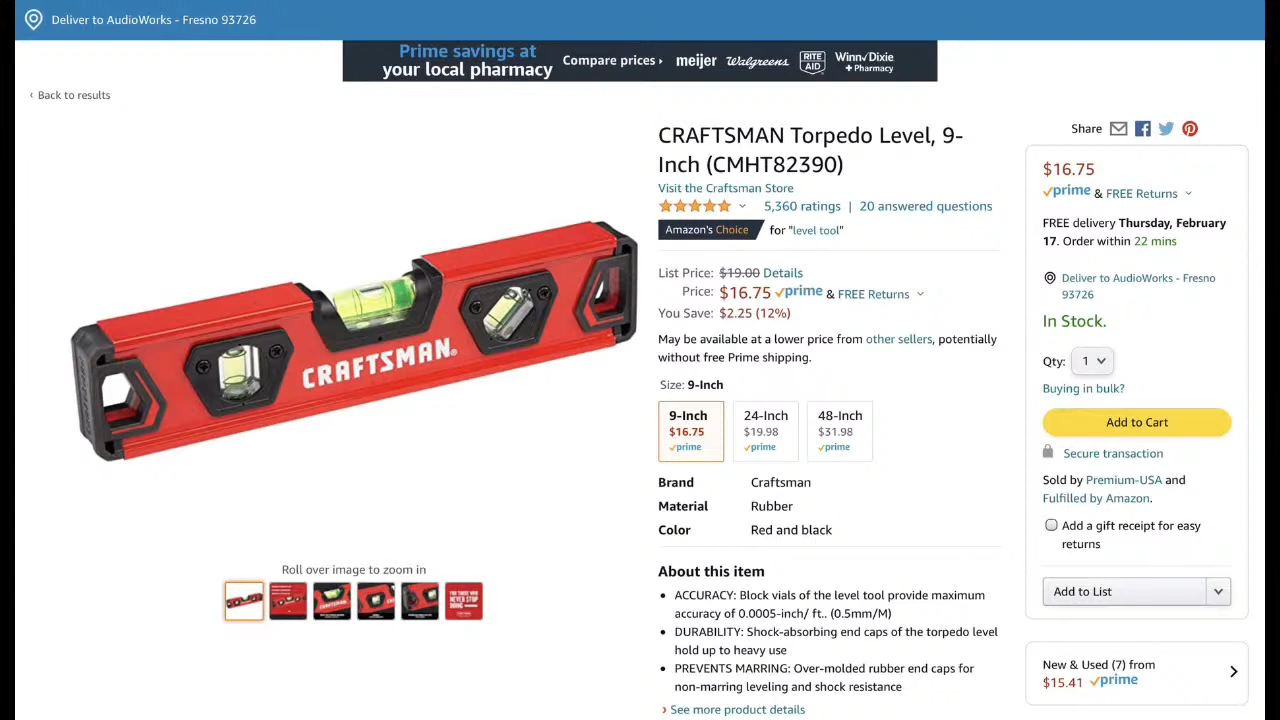 Deliver to AudioWorks - Fresno 93726
Prime savings at
your local pharmacy
Compare prices ›
meijer
Walgreens
RITE
AID
Winn✓Dixie
+ Pharmacy
‹ Back to results
CRAFTSMAN®
Roll over image to zoom in
CRAFTSMAN Torpedo Level, 9-
Inch (CMHT82390)
Visit the Craftsman Store
5,360 ratings | 20 answered questions
Amazon's Choice for "level tool"
List Price: $19.00 Details
Price: $16.75 prime & FREE Returns
You Save: $2.25 (12%)
May be available at a lower price from other sellers, potentially
without free Prime shipping.
Size: 9-Inch
9-Inch 24-Inch 48-Inch
$16.75 $19.98 $31.98
prime prime prime
Brand Craftsman
Material Rubber
Color Red and black
About this item
• ACCURACY: Block vials of the level tool provide maximum
accuracy of 0.0005-inch/ ft.. (0.5mm/M)
• DURABILITY: Shock-absorbing end caps of the torpedo level
hold up to heavy use
• PREVENTS MARRING: Over-molded rubber end caps for
non-marring leveling and shock resistance
› See more product details
Share
$16.75
prime & FREE Returns
FREE delivery Thursday, February
17. Order within 22 mins
Deliver to AudioWorks - Fresno
93726
In Stock.
Qty: 1
Buying in bulk?
Add to Cart
Secure transaction
Sold by Premium-USA and
Fulfilled by Amazon.
Add a gift receipt for easy
returns
Add to List
New & Used (7) from
$15.41 prime